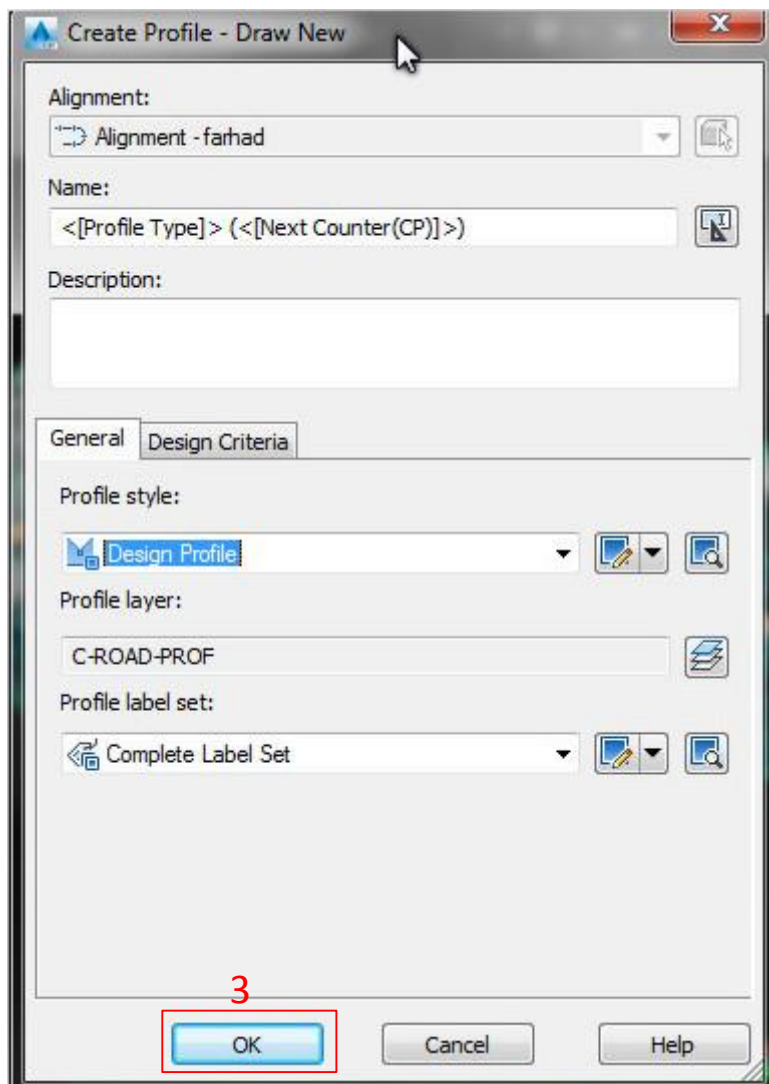 Create Profile - Draw New
Alignment:
Alignment - farhad
Name:
<[Profile Type]> (<[Next Counter(CP)]>)
Description:
General Design Criteria
Profile style:
Design Profile
Profile layer:
C-ROAD-PROF
Profile label set:
Complete Label Set
3
OK Cancel Help